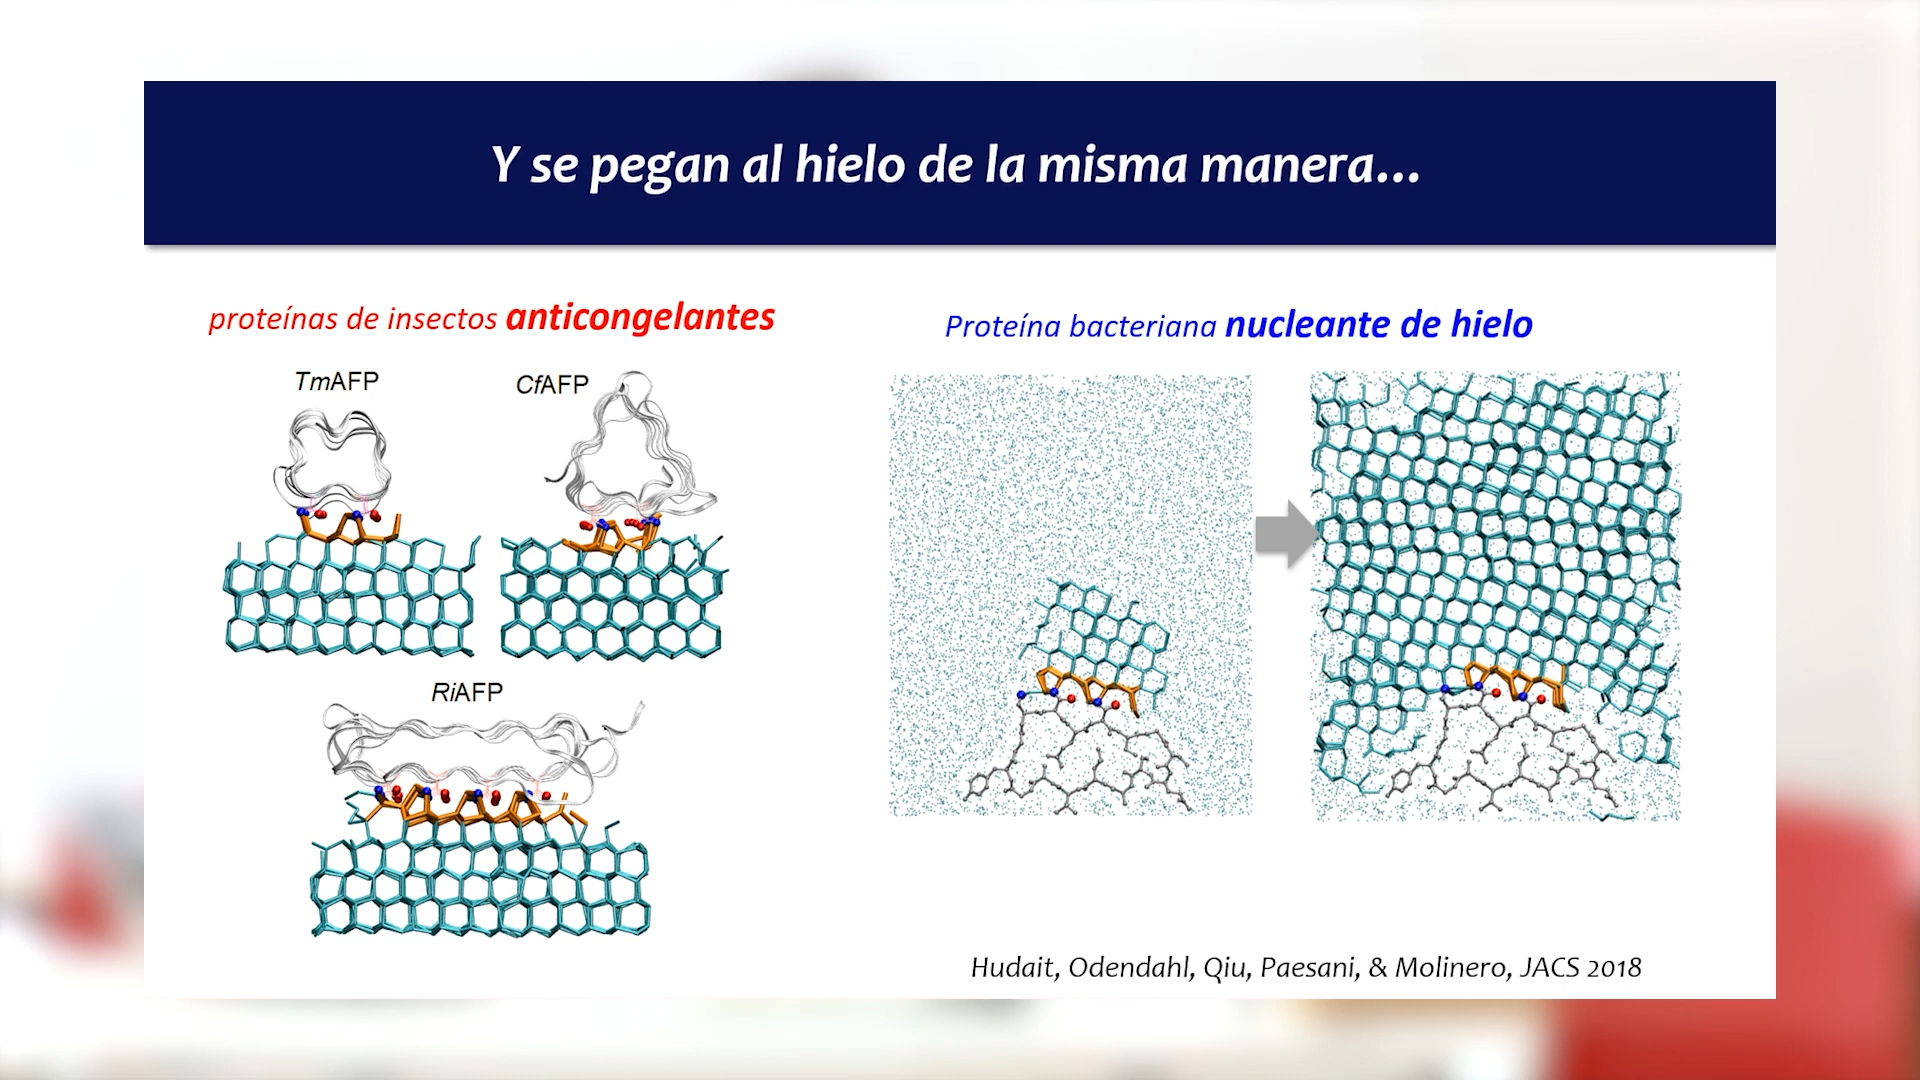 Y se pegan al hielo de la misma manera...
proteínas de insectos anticongelantes
TmAFP
CfAFP
RiAFP
Proteína bacteriana nucleante de hielo
Hudait, Odendahl, Qiu, Paesani, & Molinero, JACS 2018